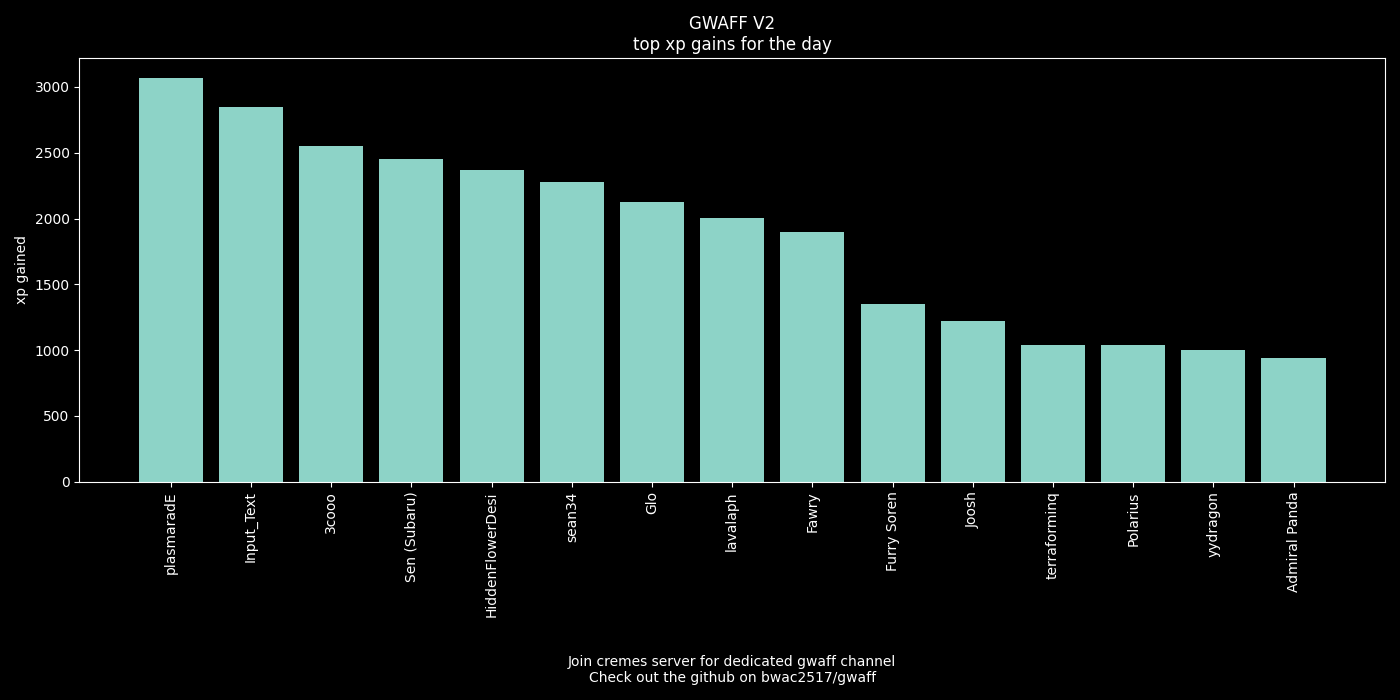 GWAFF V2
top xp gains for the day
xp gained
3000
2500
2000
1500
1000
500
0
plasmaradE
Input_Text
3cooo
Sen (Subaru)
HiddenFlowerDesi
sean34
Glo
lavalaph
Fawry
Furry Soren
Joosh
terraforminq
Polarius
yydragon
Admiral Panda
Join cremes server for dedicated gwaff channel
Check out the github on bwac2517/gwaff